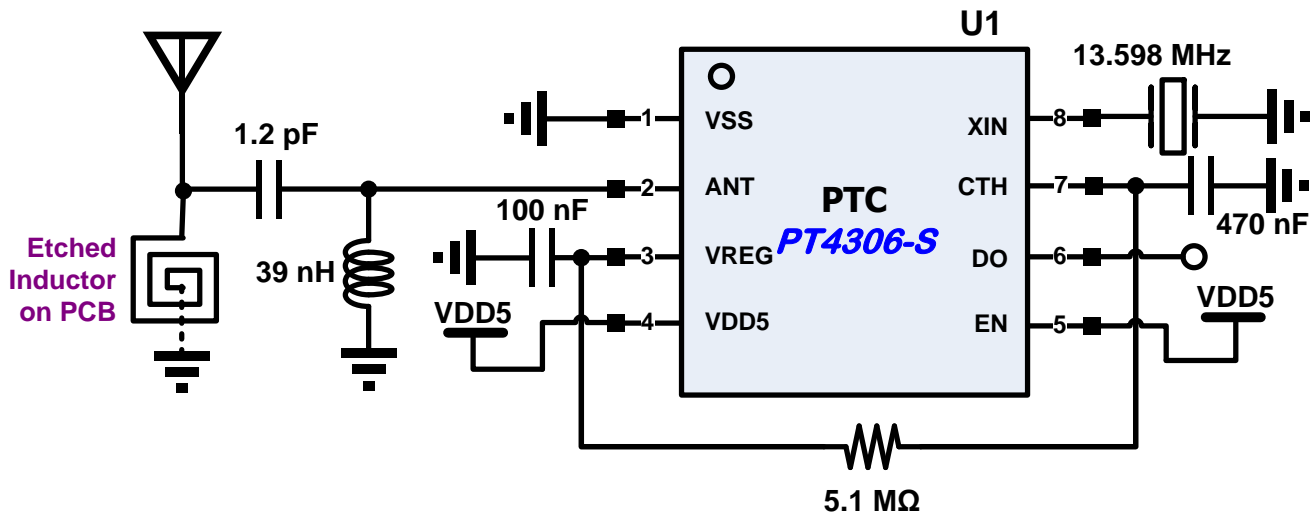 U1
13.598 MHz
1.2 pF
1
VSS
XIN
8
2
ANT
CTH
7
PTC
PT4306-S
100 nF
470 nF
Etched
Inductor
on PCB
39 nH
3
VREG
DO
6
VDD5
VDD5
4
VDD5
EN
5
5.1 MΩ